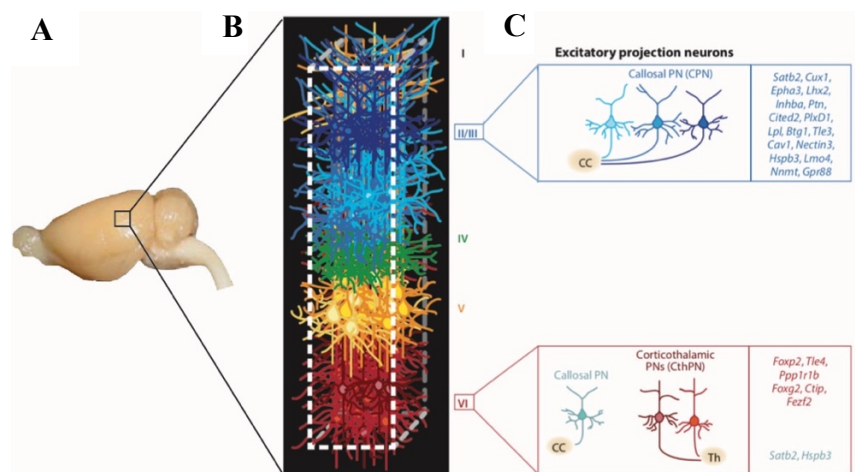 A
B
C
I
II/III
IV
V
VI
Excitatory projection neurons
Callosal PN (CPN)
CC
Satb2, Cux1,
Epha3, Lhx2,
Inhba, Ptn,
Cited2, PlxD1,
Lpl, Btg1, Tle3,
Cav1, Nectin3,
Hspb3, Lmo4,
Nnmt, Gpr88
Callosal PN
CC
Corticothalamic
PNs (CthPN)
Th
Foxp2, Tle4,
Ppp1r1b
Foxg2, Ctip,
Fezf2
Satb2, Hspb3